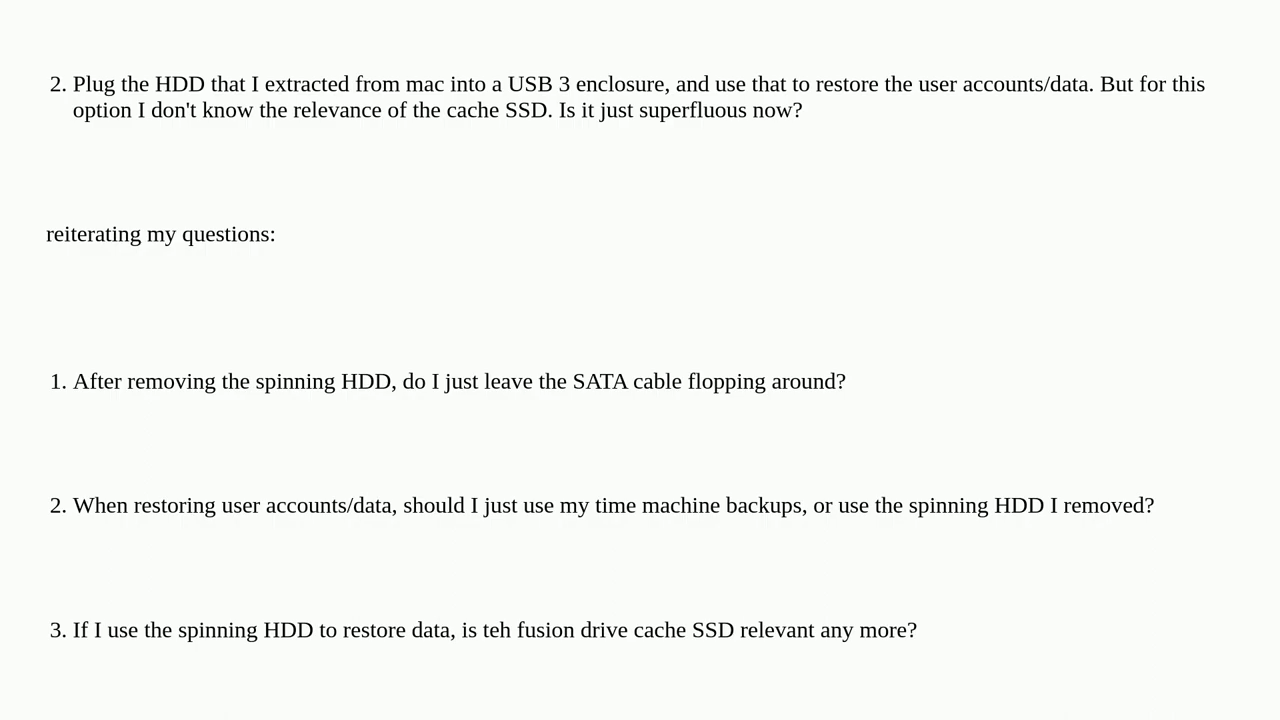 2. Plug the HDD that I extracted from mac into a USB 3 enclosure, and use that to restore the user accounts/data. But for this
option I don't know the relevance of the cache SSD. Is it just superfluous now?
reiterating my questions:
1. After removing the spinning HDD, do I just leave the SATA cable flopping around?
2. When restoring user accounts/data, should I just use my time machine backups, or use the spinning HDD I removed?
3. If I use the spinning HDD to restore data, is teh fusion drive cache SSD relevant any more?